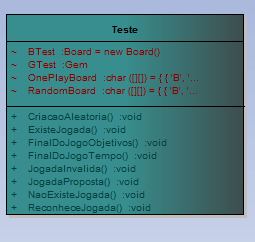 Teste
~ BTest :Board = new Board()
~ GTest :Gem
~ OnePlayBoard :char ([][]) = { { 'B', '...
~ RandomBoard :char ([][]) = { { 'B', '...
+ CriacaoAleatoria() :void
+ ExisteJogada() :void
+ FinalDoJogoObjetivos() :void
+ FinalDoJogoTempo() :void
+ JogadaInvalida() :void
+ JogadaProposta() :void
+ NaoExisteJogada() :void
+ ReconheceJogada() :void